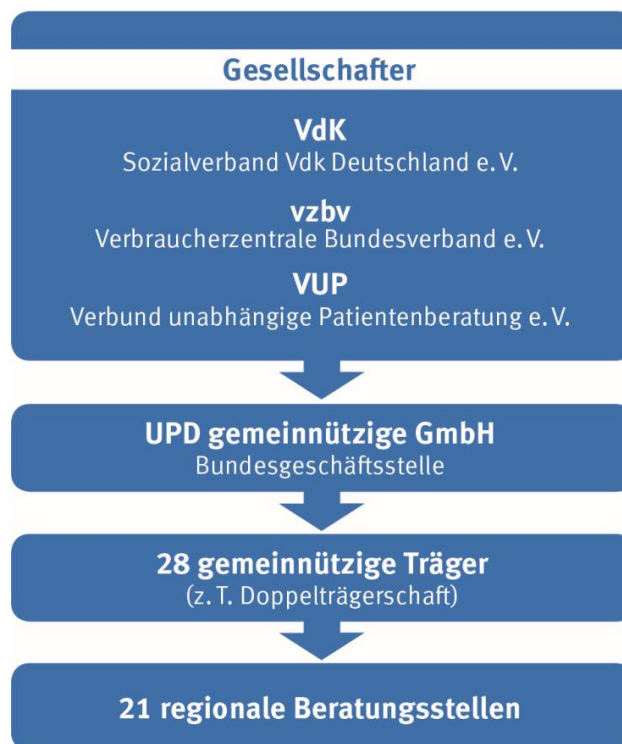 Gesellschafter
VdK
Sozialverband Vdk Deutschland e. V.
vzbv
Verbraucherzentrale Bundesverband e. V.
VUP
Verbund unabhängige Patientenberatung e. V.
UPD gemeinnützige GmbH
Bundesgeschäftsstelle
28 gemeinnützige Träger
(z. T. Doppelträgerschaft)
21 regionale Beratungsstellen